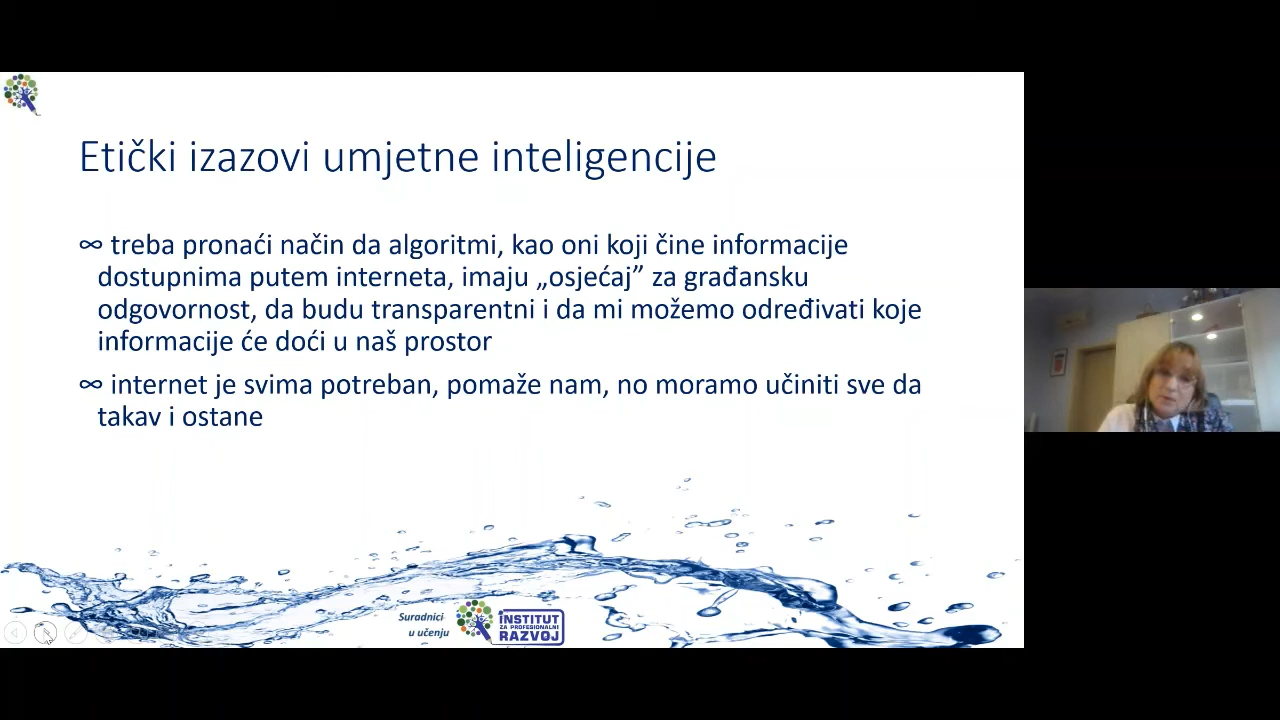 Etički izazovi umjetne inteligencije
∞ treba pronaći način da algoritmi, kao oni koji čine informacije
dostupnima putem interneta, imaju „osjećaj” za građansku
odgovornost, da budu transparentni i da mi možemo određivati koje
informacije će doći u naš prostor
∞ internet je svima potreban, pomaže nam, no moramo učiniti sve da
takav i ostane
Suradnici
u učenju
INSTITUT
ZA PROFESIONALNI
RAZVOJ